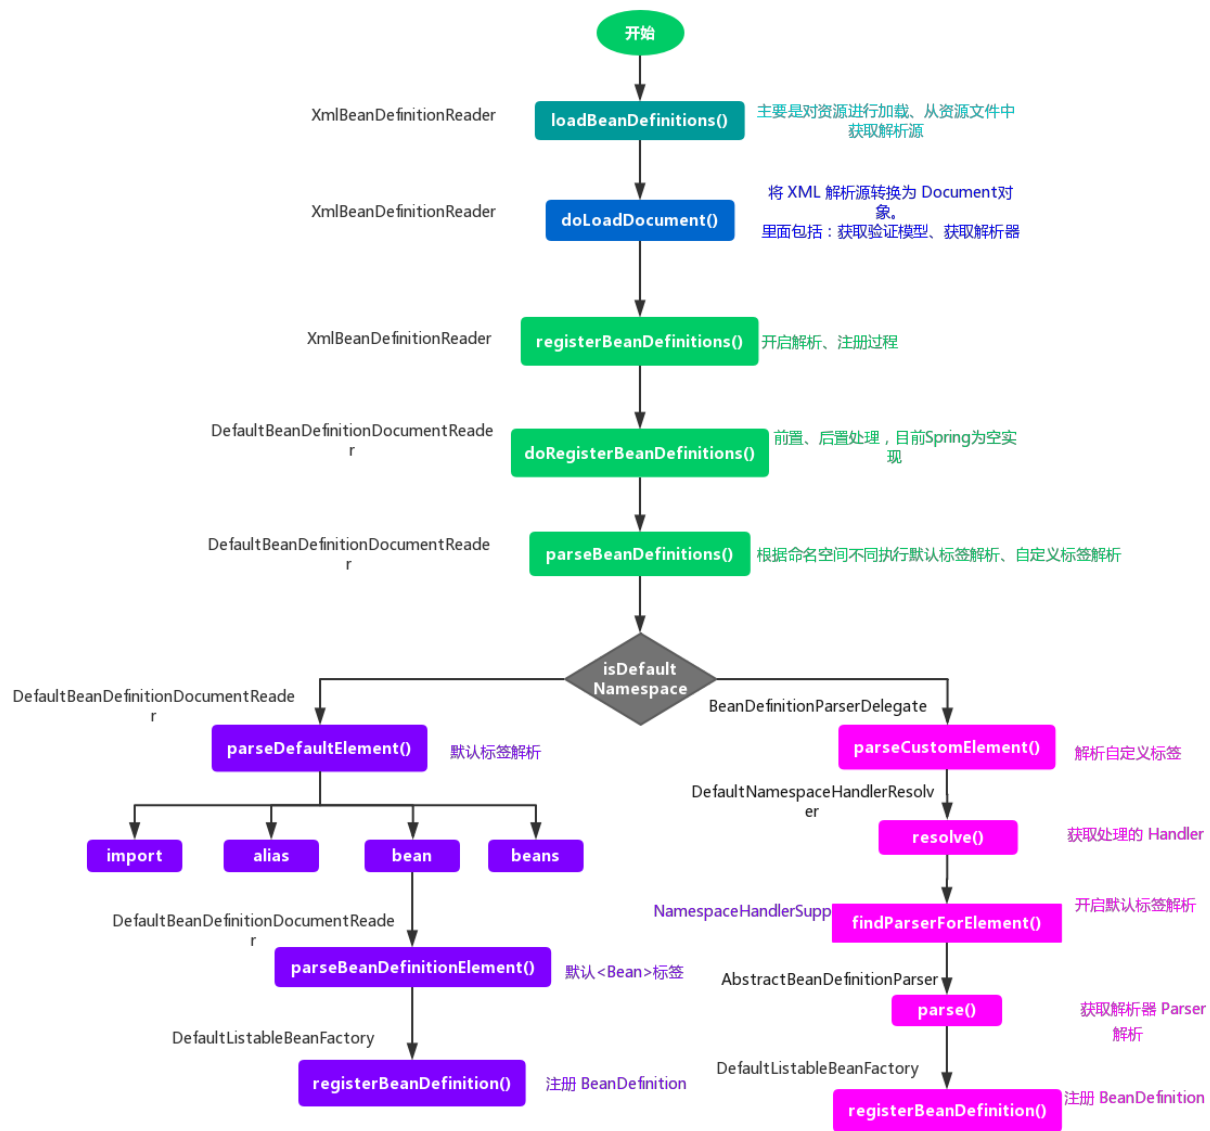 开始
XmlBeanDefinitionReader
loadBeanDefinitions()
主要是对资源进行加载、从资源文件中
获取解析源
XmlBeanDefinitionReader
doLoadDocument()
将 XML 解析源转换为 Document对
象。
里面包括：获取验证模型、获取解析器
XmlBeanDefinitionReader
registerBeanDefinitions()
开启解析、注册过程
DefaultBeanDefinitionDocumentReade
r
doRegisterBeanDefinitions()
前置、后置处理，目前Spring为空实
现
DefaultBeanDefinitionDocumentReade
r
parseBeanDefinitions()
根据命名空间不同执行默认标签解析、自定义标签解析
isDefault
Namespace
DefaultBeanDefinitionDocumentReade
r
parseDefaultElement()
默认标签解析
BeanDefinitionParserDelegate
parseCustomElement()
解析自定义标签
DefaultNamespaceHandlerResolv
er
resolve()
获取处理的 Handler
import
alias
bean
beans
NamespaceHandlerSupp
findParserForElement()
开启默认标签解析
DefaultBeanDefinitionDocumentReade
r
parseBeanDefinitionElement()
默认<Bean>标签
AbstractBeanDefinitionParser
parse()
获取解析器 Parser
解析
DefaultListableBeanFactory
registerBeanDefinition()
注册 BeanDefinition
DefaultListableBeanFactory
registerBeanDefinition()
注册 BeanDefinition